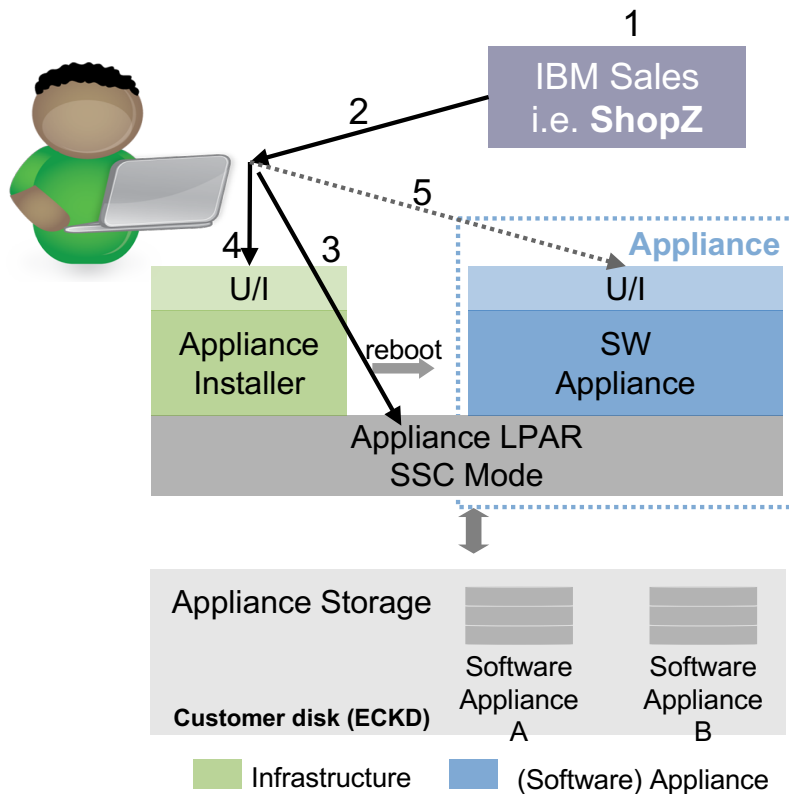 1
IBM Sales
i.e. ShopZ
2
5
Appliance
4
3
U/I
U/I
Appliance
Installer
reboot
SW
Appliance
Appliance LPAR
SSC Mode
Appliance Storage
Software
Appliance
A
Software
Appliance
B
Customer disk (ECKD)
Infrastructure
(Software) Appliance